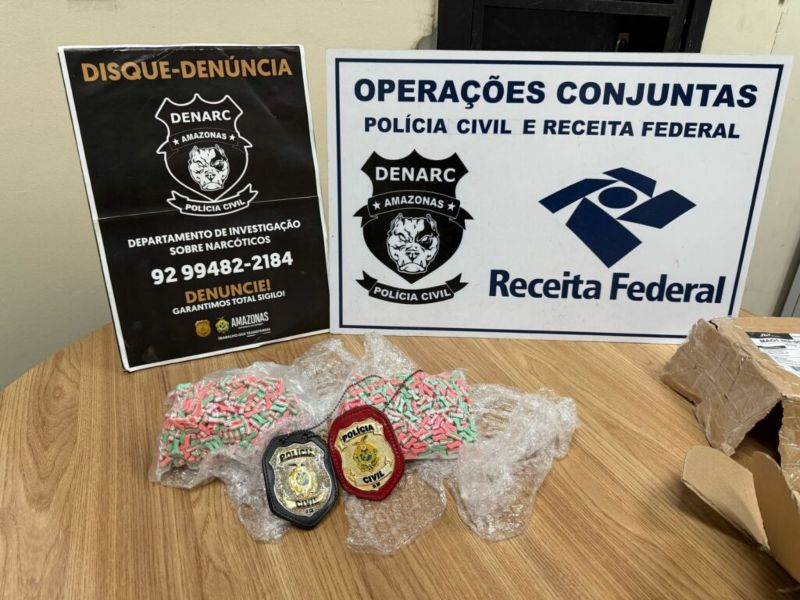 DISQUE-DENÚNCIA
DENARC
AMAZONAS
POLÍCIA CIVIL
DEPARTAMENTO DE INVESTIGAÇÃO
SOBRE NARCÓTICOS
92 99482-2184
DENUNCIE!
GARANTIMOS TOTAL SIGILO!
AMAZONAS
OPERAÇÕES CONJUNTAS
POLÍCIA CIVIL E RECEITA FEDERAL
DENARC
AMAZONAS
POLÍCIA CIVIL
Receita Federal
POLÍCIA
CIVIL
POLÍCIA
CIVIL